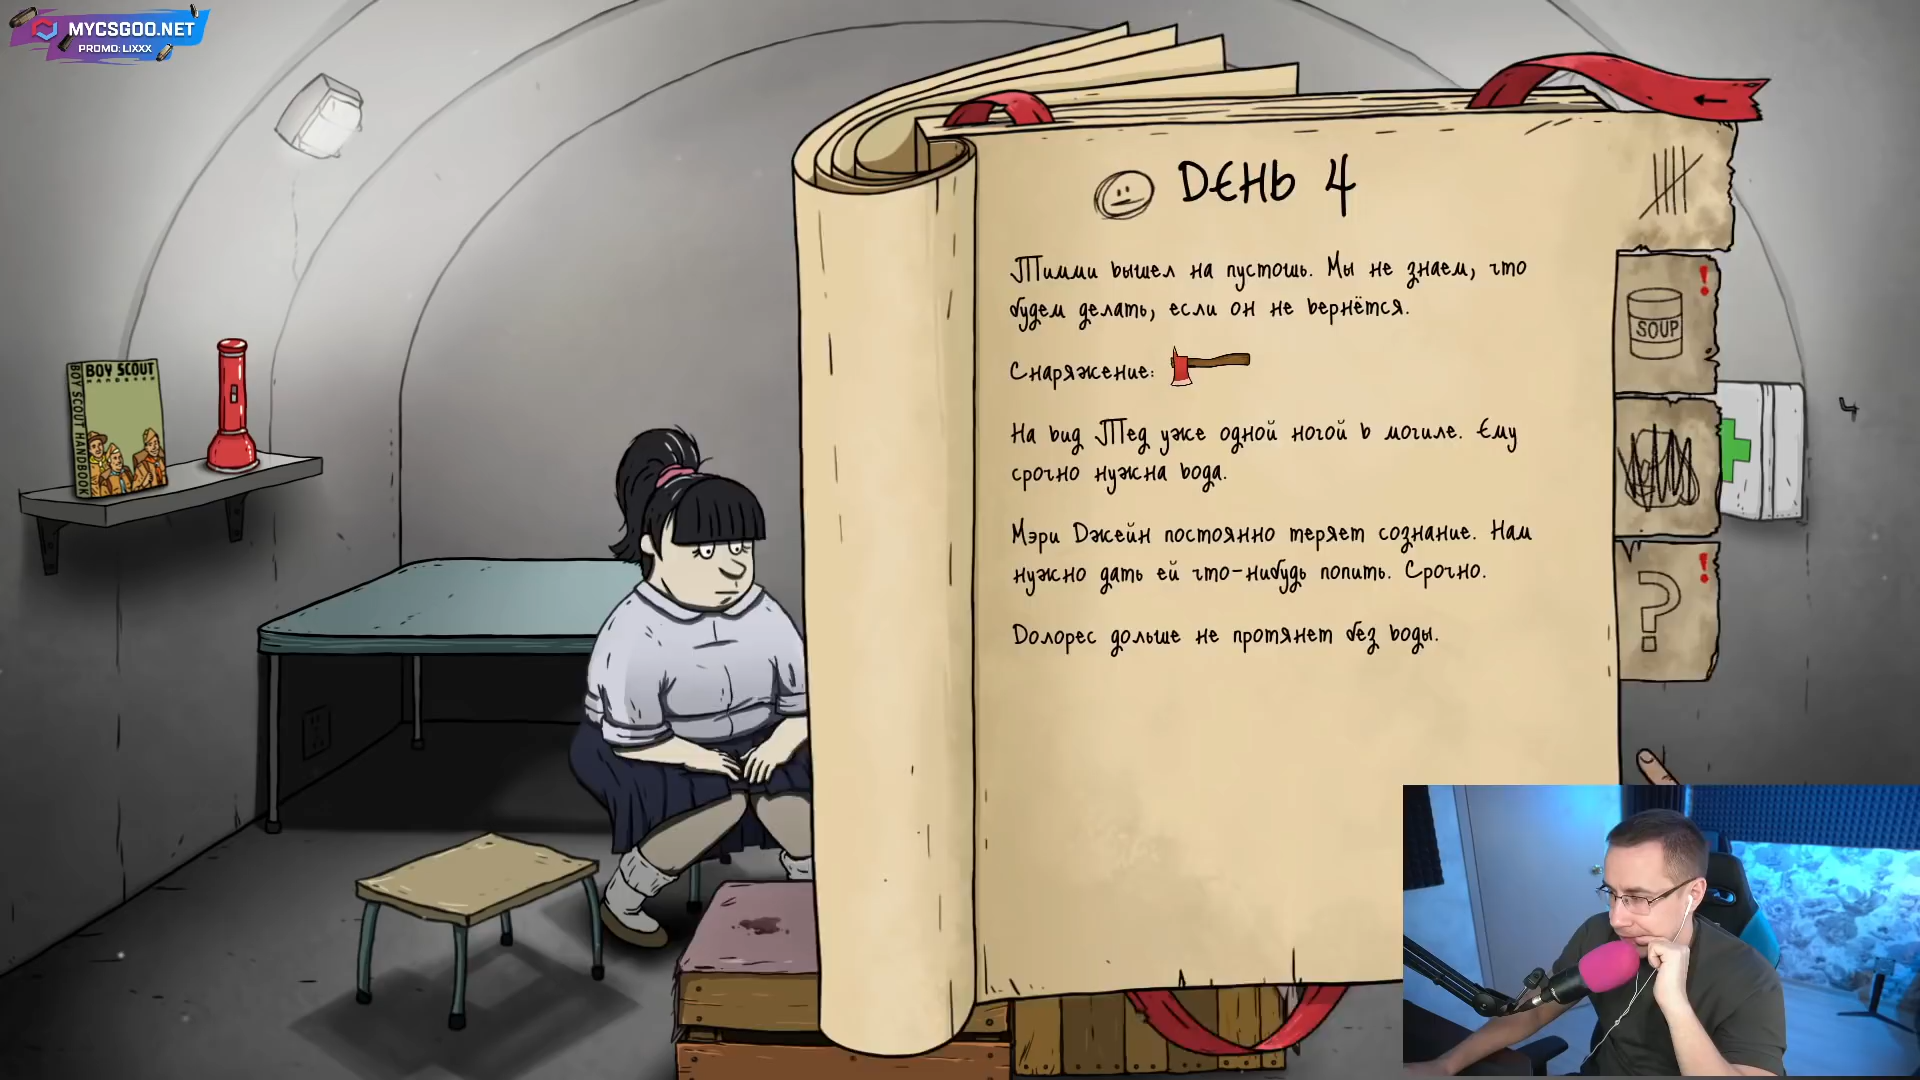 MYCSGOO.NET
PROMO: LIXXX
BOY SCOUT
HANDBOOK
BOY SCOUT HANDBOOK
ДЕНЬ 4
Тимми вышел на пустошь. Мы не знаем, что
будем делать, если он не вернётся.
Снаряжение:
На вид Тед уже одной ногой в могиле. Ему
срочно нужна вода.
Мэри Джейн постоянно теряет сознание. Нам
нужно дать ей что-нибудь попить. Срочно.
Долорес дольше не протянет без воды.
!
SOUP
4
!
?